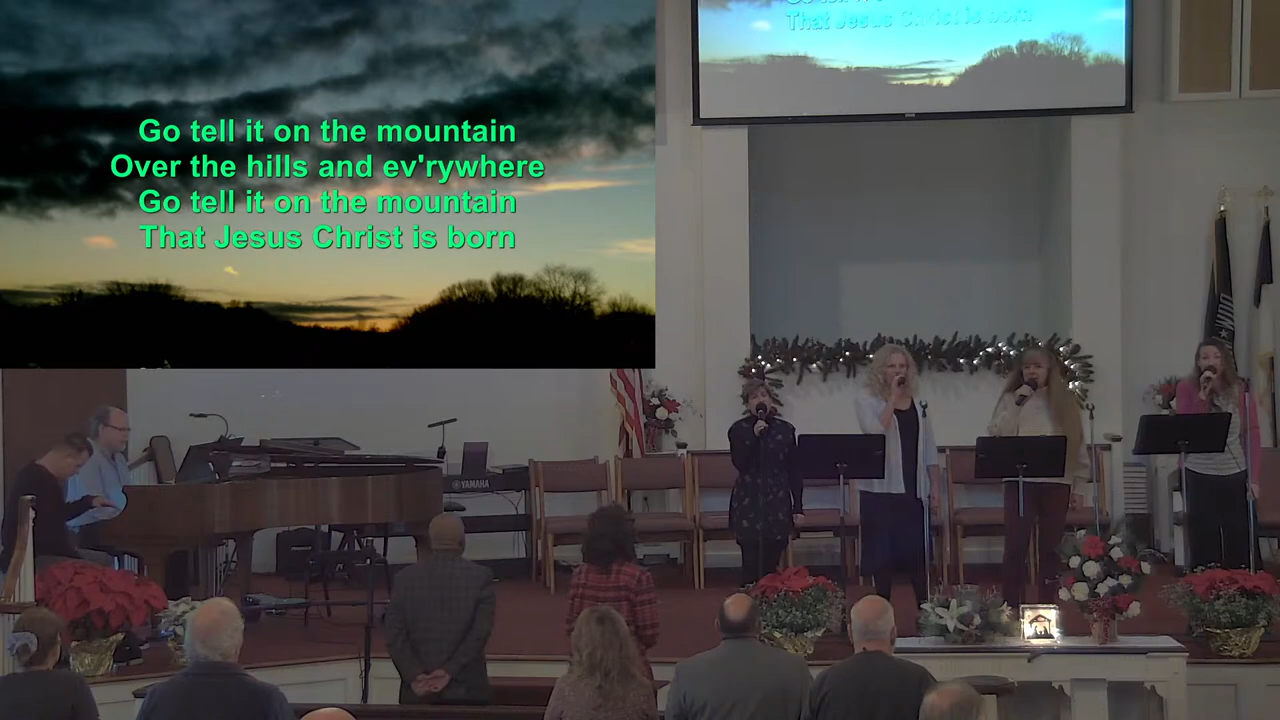 Go tell it on the mountain
Over the hills and ev'rywhere
Go tell it on the mountain
That Jesus Christ is born
That Jesus Christ is born
YAMAHA